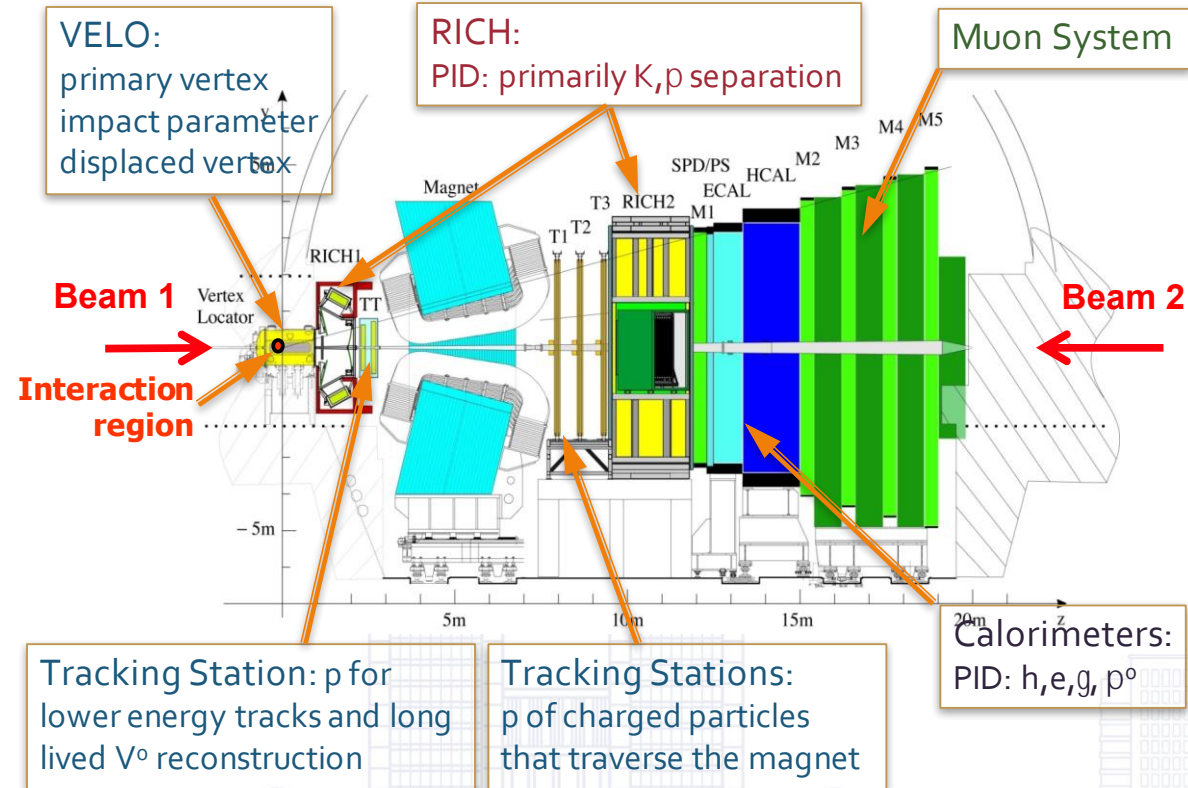 VELO:
primary vertex
impact parameter
displaced vertex
RICH:
PID: primarily K,p separation
Muon System
y
5m
Magnet
RICH1
TT
Vertex
Locator
T1
T2
T3
RICH2
M1
SPD/PS
ECAL
HCAL
M2
M3
M4
M5
Beam 1
Beam 2
Interaction
region
– 5m
5m
10m
15m
20m
z
Tracking Station: p for
lower energy tracks and long
lived Vº reconstruction
Tracking Stations:
p of charged particles
that traverse the magnet
Calorimeters:
PID: h,e,g, pº